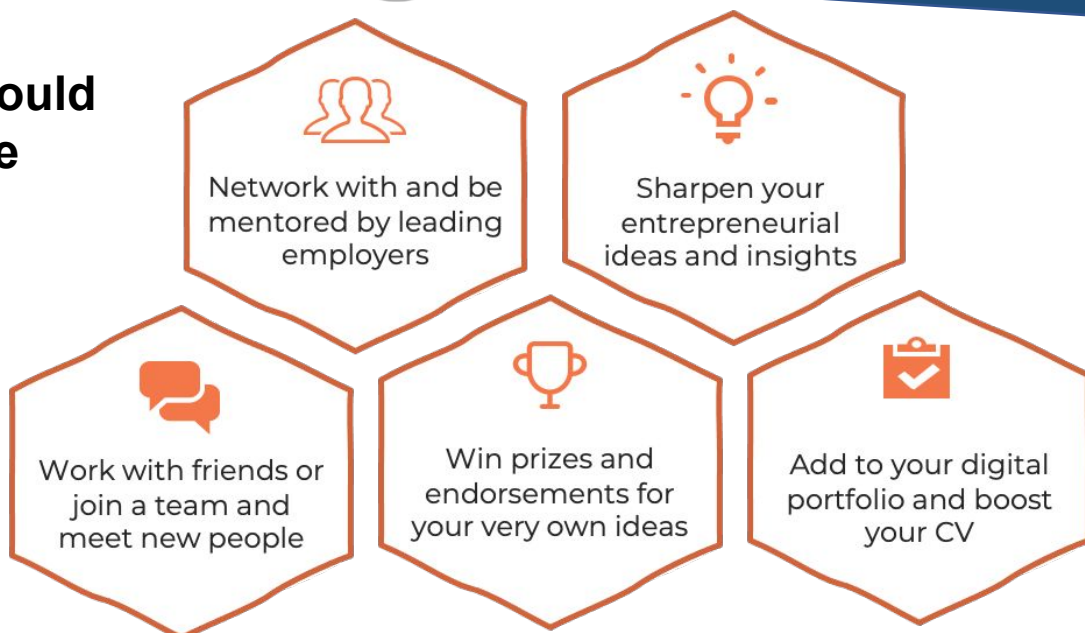 ould
e
Network with and be
mentored by leading
employers
Sharpen your
entrepreneurial
ideas and insights
Work with friends or
join a team and
meet new people
Win prizes and
endorsements for
your very own ideas
Add to your digital
portfolio and boost
your CV